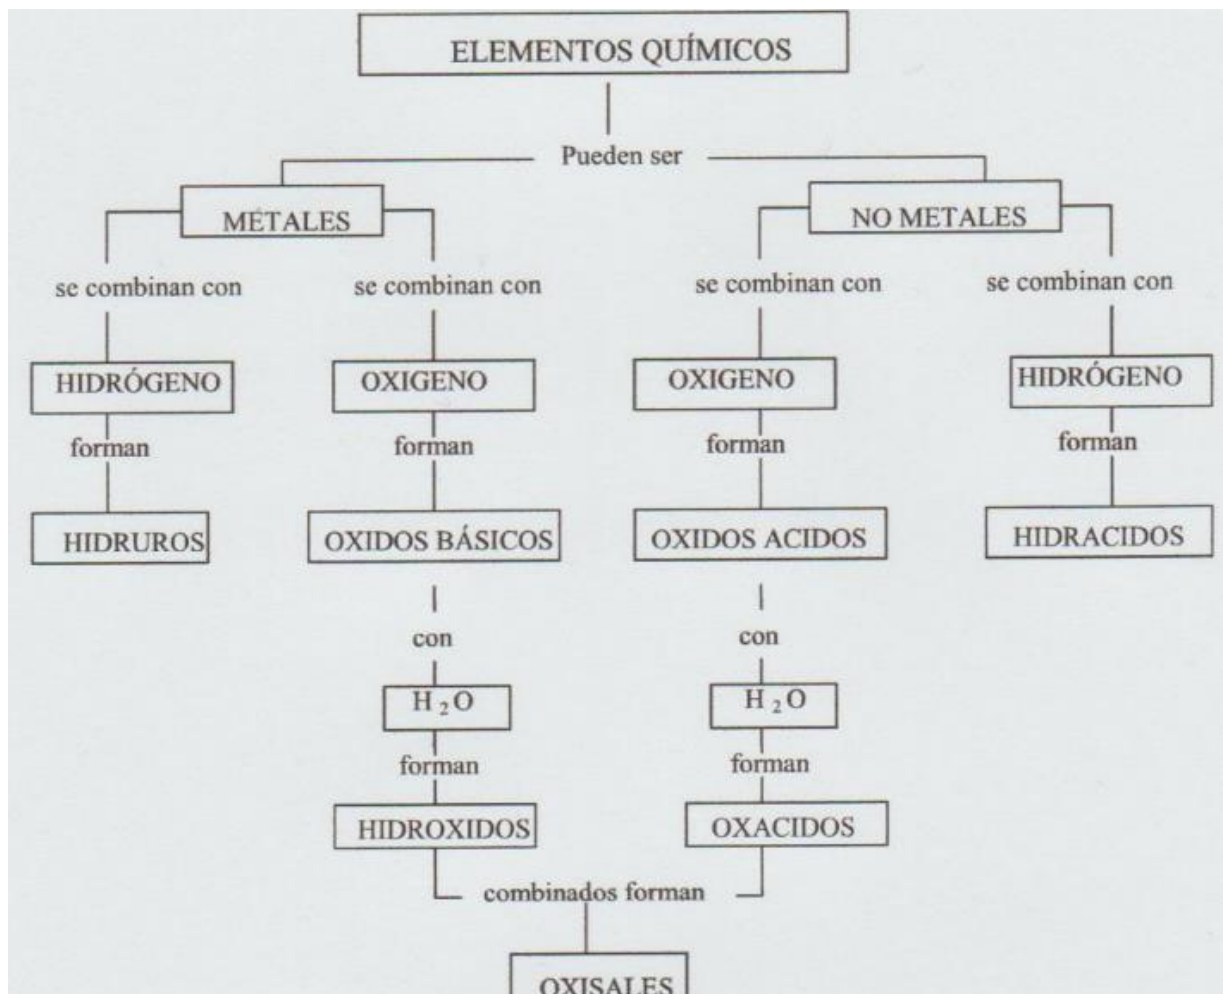 ELEMENTOS QUÍMICOS
Pueden ser
METALES
NO METALES
se combinan con
se combinan con
se combinan con
se combinan con
HIDRÓGENO
OXIGENO
OXIGENO
HIDRÓGENO
forman
forman
forman
forman
HIDRUROS
OXIDOS BÁSICOS
OXIDOS ACIDOS
HIDRACIDOS
con
con
H₂O
H₂O
forman
forman
HIDROXIDOS
OXACIDOS
combinados forman
OXISALES